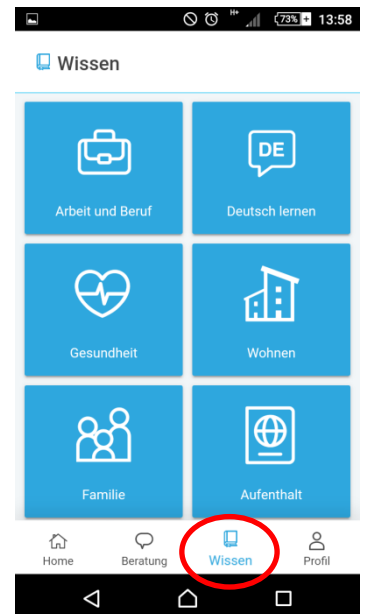 H+ 73% 13:58
Wissen
DE
Arbeit und Beruf Deutsch lernen
Gesundheit Wohnen
Familie Aufenthalt
Home Beratung Wissen Profil